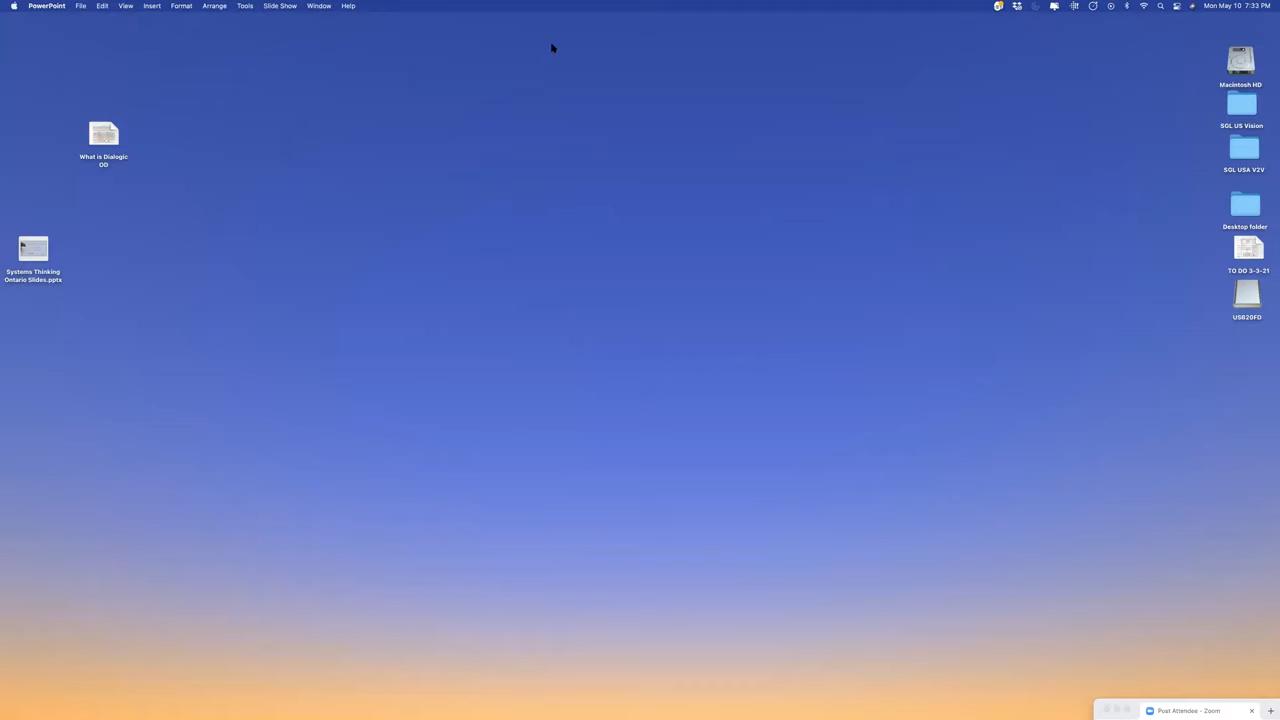 PowerPoint File Edit View Insert Format Arrange Tools Slide Show Window Help Mon May 10 7:33 PM
Macintosh HD
SGL US Vision
What is Dialogic
OD
SGL USA V2V
Desktop folder
Systems Thinking
Ontario Slides.pptx
TO DO 3-3-21
USB20FD
Post Attendee - Zoom